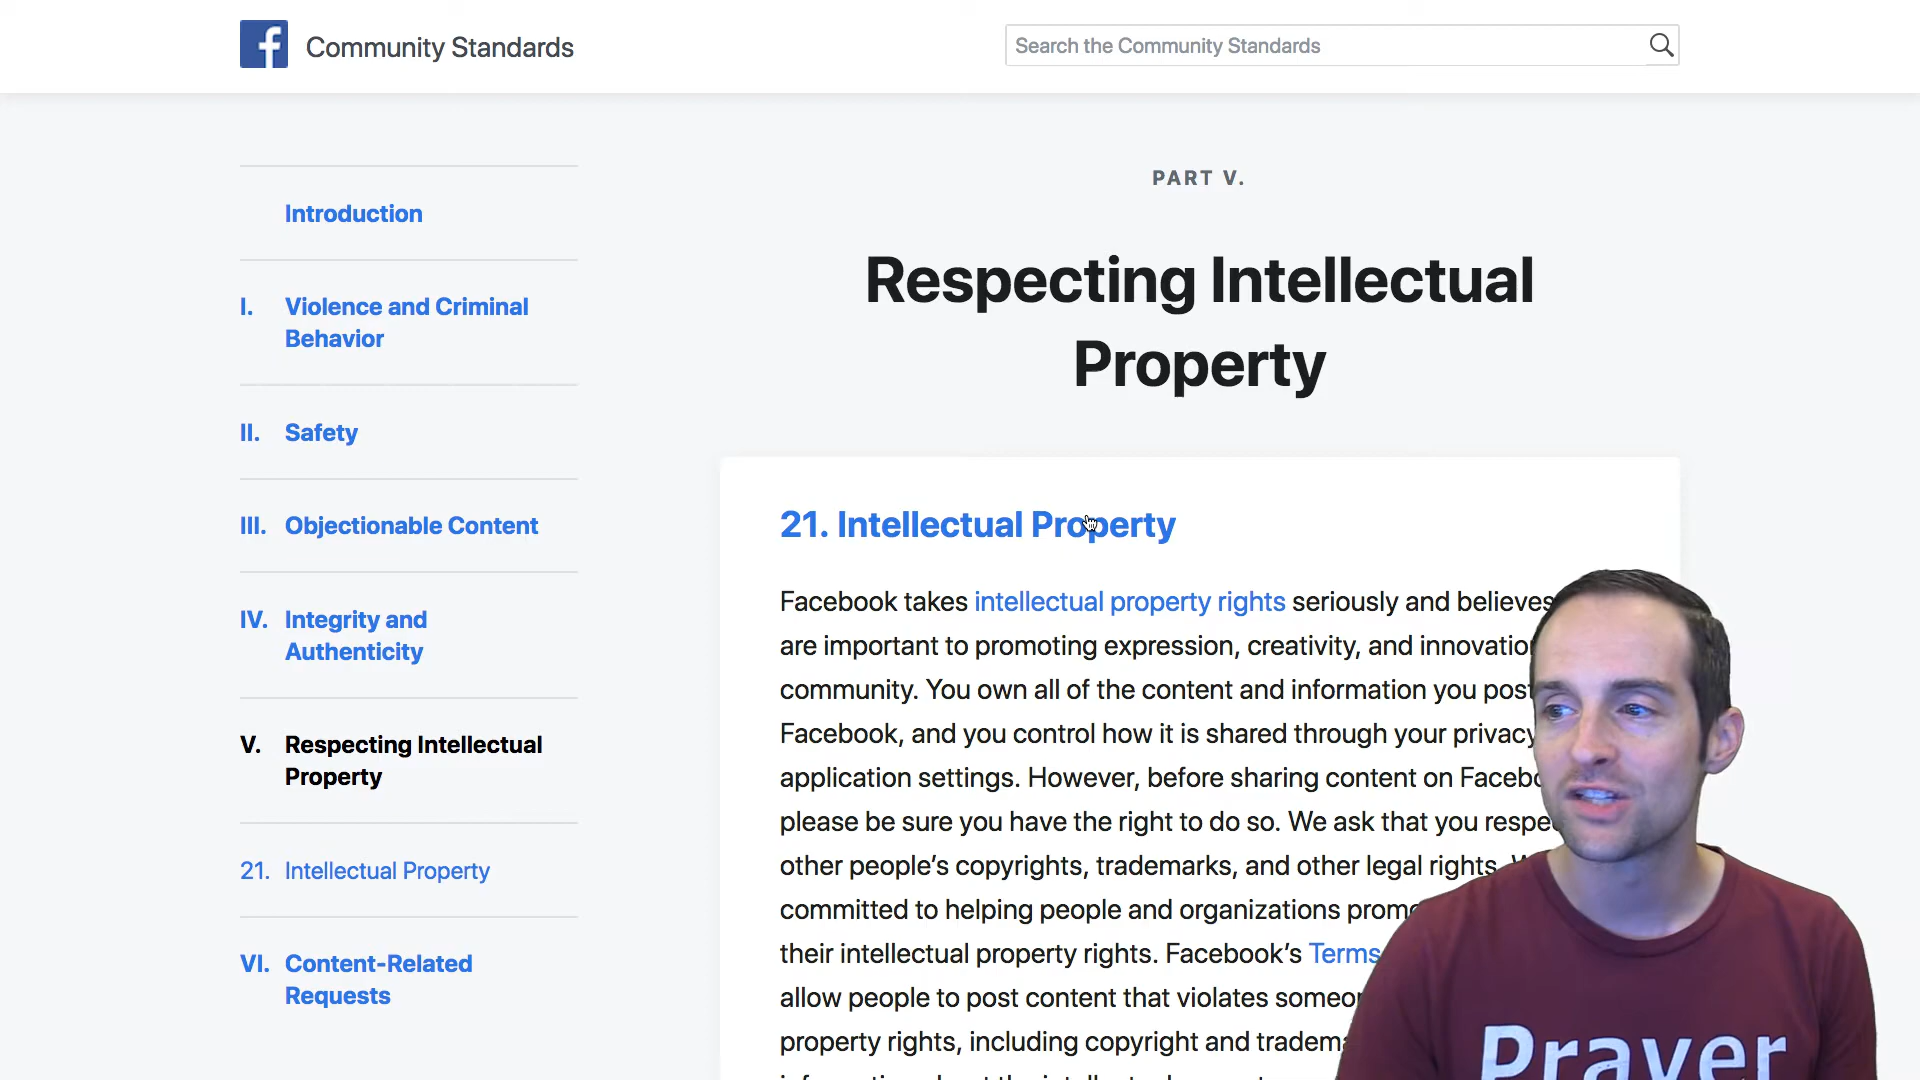 Community Standards
Search the Community Standards
Introduction
I. Violence and Criminal
Behavior
II. Safety
III. Objectionable Content
IV. Integrity and
Authenticity
V. Respecting Intellectual
Property
21. Intellectual Property
VI. Content-Related
Requests
PART V.
Respecting Intellectual
Property
21. Intellectual Property
Facebook takes intellectual property rights seriously and believes
are important to promoting expression, creativity, and innovation
community. You own all of the content and information you post
Facebook, and you control how it is shared through your privacy
application settings. However, before sharing content on
please be sure you have the right to do so. We ask that you
other people's copyrights, trademarks, and other legal rights.
committed to helping people and organizations
their intellectual property rights. Facebook's Terms
allow people to post content that violates
property rights, including copyright and
Prayer